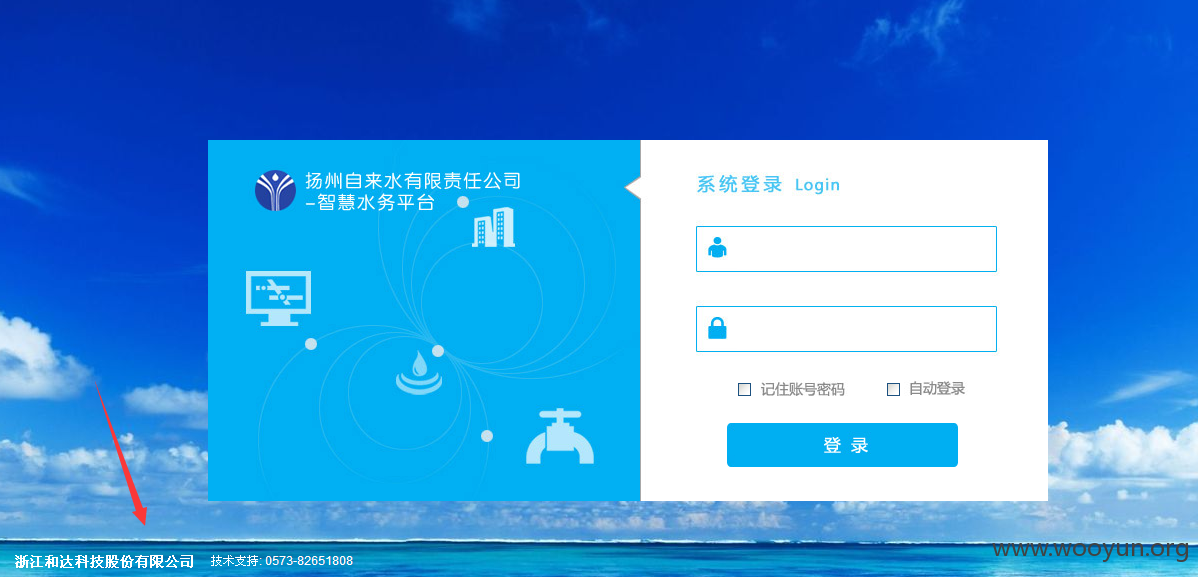 扬州自来水有限责任公司
-智慧水务平台
系统登录 Login
记住账号密码 自动登录
登 录
浙江和达科技股份有限公司 技术支持: 0573-82651808
www.wooyun.org